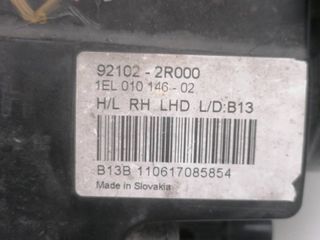 92102 - 2R000
1EL 010 146 - 02
H/L RH LHD L/D:B13
B13B 110617085854
Made in Slovakia